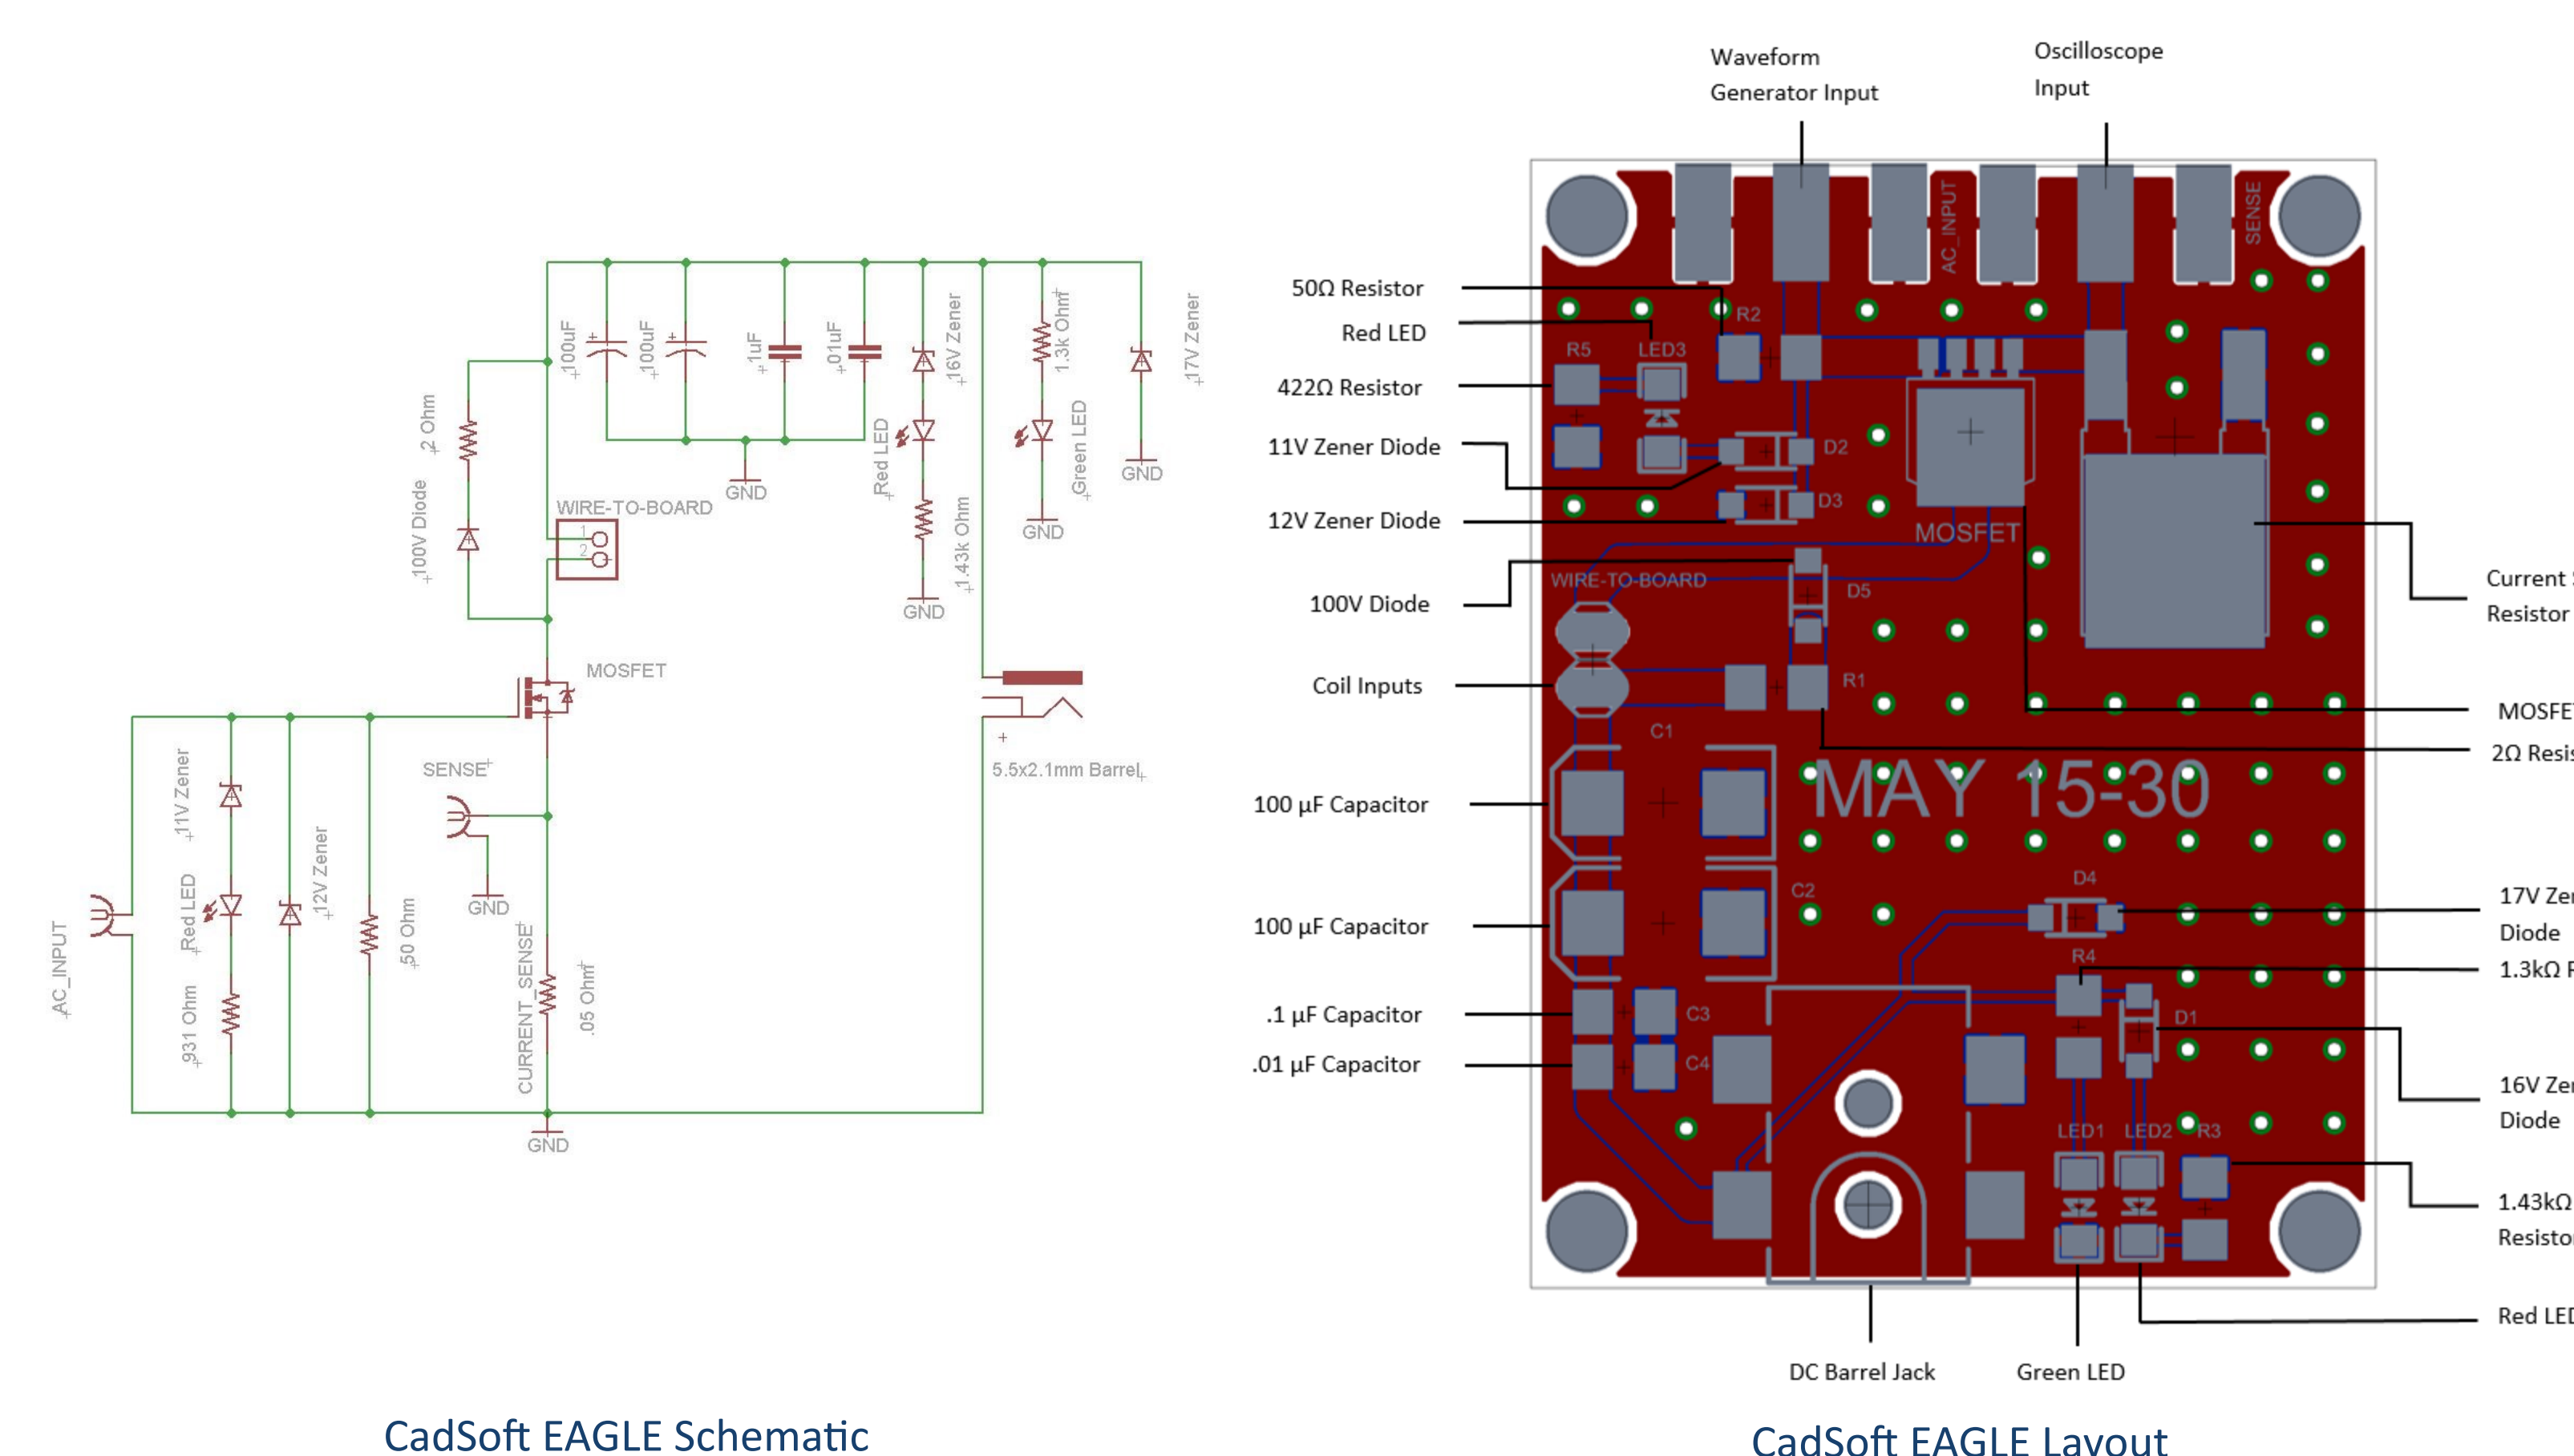 100uF
100uF
.1uF
.01uF
16V Zener
1.3k Ohm
17V Zener
2 Ohm
Red LED
Green LED
GND
GND
GND
100V Diode
WIRE-TO-BOARD
1
2
1.43k Ohm
GND
MOSFET
11V Zener
SENSE
5.5x2.1mm Barrel
12V Zener
Red LED
50 Ohm
GND
AC_INPUT
931 Ohm
CURRENT_SENSE
.05 Ohm
GND
CadSoft EAGLE Schematic
Waveform
Generator Input
Oscilloscope
Input
50Ω Resistor
Red LED
422Ω Resistor
11V Zener Diode
12V Zener Diode
100V Diode
Coil Inputs
100 µF Capacitor
100 µF Capacitor
.1 µF Capacitor
.01 µF Capacitor
AC_INPUT
SENSE
R2
R5
LED3
D2
D3
MOSFET
WIRE-TO-BOARD
D5
R1
C1
MAY 15-30
C2
D4
R4
C3
D1
C4
LED1
LED2
R3
Current
Resistor
MOSFE
2Ω Resis
17V Ze
Diode
1.3kΩ
16V Ze
Diode
1.43kΩ
Resisto
Red LED
DC Barrel Jack
Green LED
CadSoft EAGLE Layout